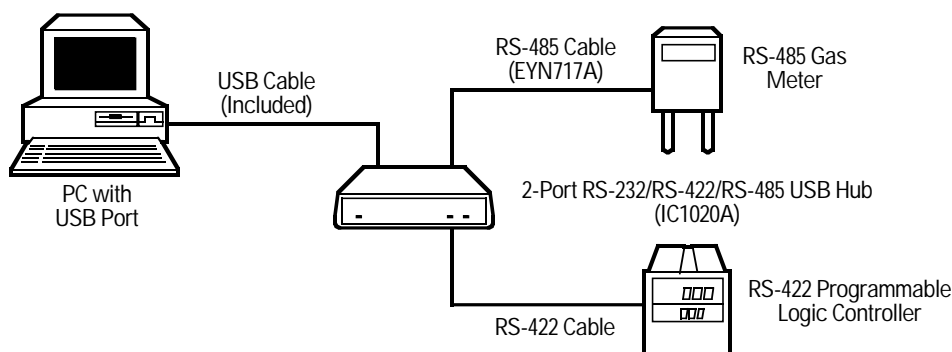 RS-485 Cable
(EYN717A)
RS-485 Gas
Meter
USB Cable
(Included)
PC with
USB Port
2-Port RS-232/RS-422/RS-485 USB Hub
(IC1020A)
RS-422 Cable
RS-422 Programmable
Logic Controller